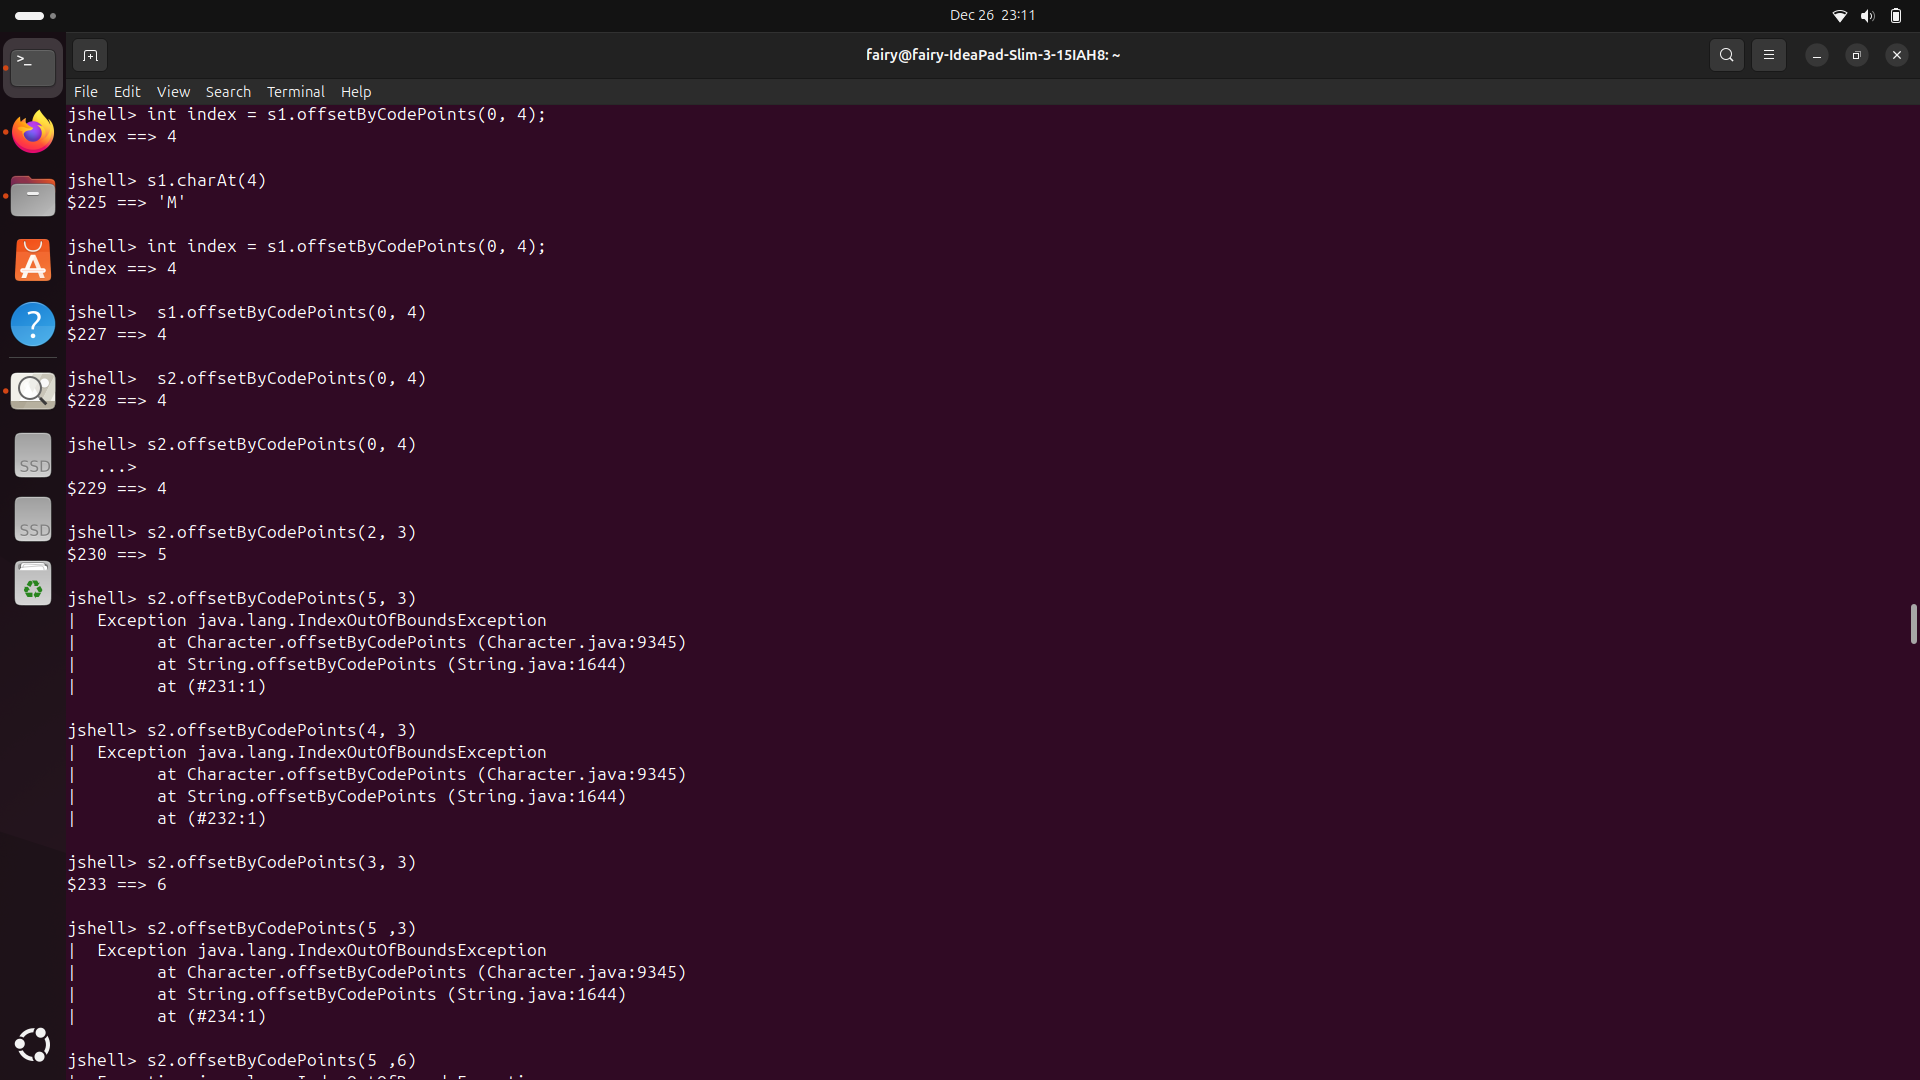 Dec 26 23:11
fairy@fairy-IdeaPad-Slim-3-15IAH8: ~
File Edit View Search Terminal Help
jshell> int index = s1.offsetByCodePoints(0, 4);
index ==> 4
jshell> s1.charAt(4)
$225 ==> 'M'
jshell> int index = s1.offsetByCodePoints(0, 4);
index ==> 4
jshell>  s1.offsetByCodePoints(0, 4)
$227 ==> 4
jshell>  s2.offsetByCodePoints(0, 4)
$228 ==> 4
jshell> s2.offsetByCodePoints(0, 4)
   ...>
$229 ==> 4
jshell> s2.offsetByCodePoints(2, 3)
$230 ==> 5
jshell> s2.offsetByCodePoints(5, 3)
|  Exception java.lang.IndexOutOfBoundsException
|        at Character.offsetByCodePoints (Character.java:9345)
|        at String.offsetByCodePoints (String.java:1644)
|        at (#231:1)
jshell> s2.offsetByCodePoints(4, 3)
|  Exception java.lang.IndexOutOfBoundsException
|        at Character.offsetByCodePoints (Character.java:9345)
|        at String.offsetByCodePoints (String.java:1644)
|        at (#232:1)
jshell> s2.offsetByCodePoints(3, 3)
$233 ==> 6
jshell> s2.offsetByCodePoints(5 ,3)
|  Exception java.lang.IndexOutOfBoundsException
|        at Character.offsetByCodePoints (Character.java:9345)
|        at String.offsetByCodePoints (String.java:1644)
|        at (#234:1)
jshell> s2.offsetByCodePoints(5 ,6)
SSD
SSD